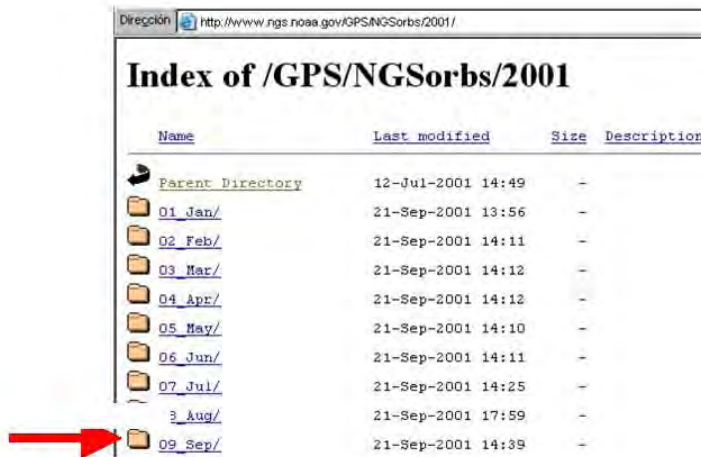 Dirección http://www.ngs.noaa.gov/GPS/NGSorbs/2001/
Index of /GPS/NGSorbs/2001
Name Last modified Size Description
Parent Directory 12-Jul-2001 14:49 -
01_Jan/ 21-Sep-2001 13:56 -
02_Feb/ 21-Sep-2001 14:11 -
03_Mar/ 21-Sep-2001 14:12 -
04_Apr/ 21-Sep-2001 14:12 -
05_May/ 21-Sep-2001 14:10 -
06_Jun/ 21-Sep-2001 14:11 -
07_Jul/ 21-Sep-2001 14:25 -
8_Aug/ 21-Sep-2001 17:59 -
09_Sep/ 21-Sep-2001 14:39 -